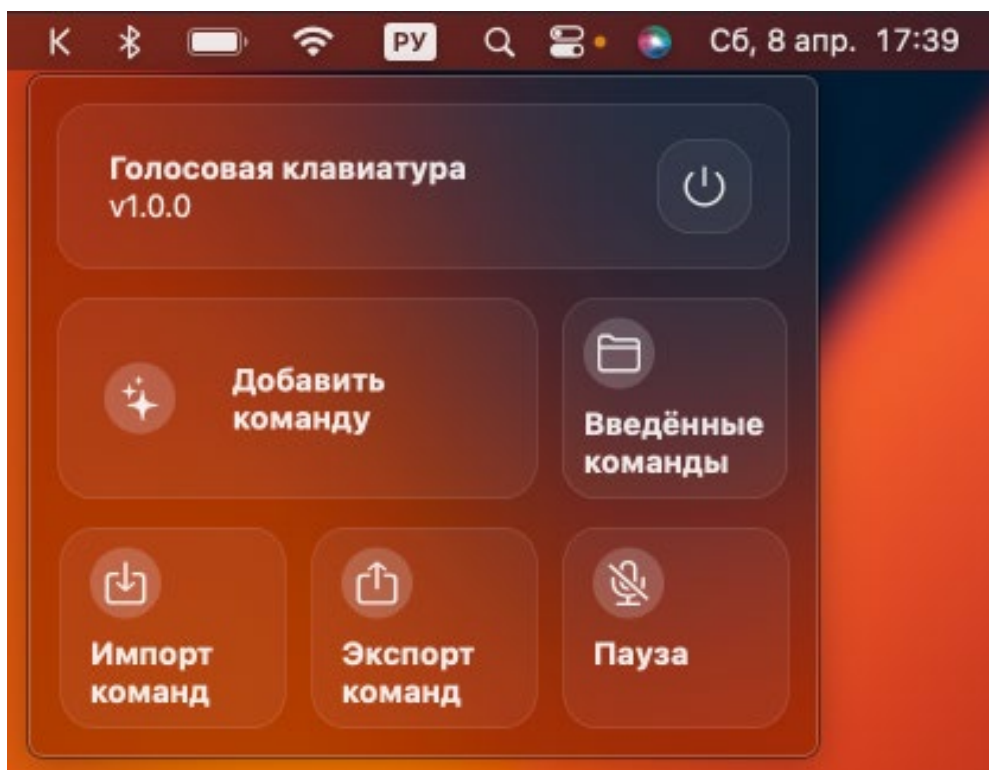 K РУ Сб, 8 апр. 17:39
Голосовая клавиатура
v1.0.0
Добавить
команду
Введённые
команды
Импорт
команд
Экспорт
команд
Пауза